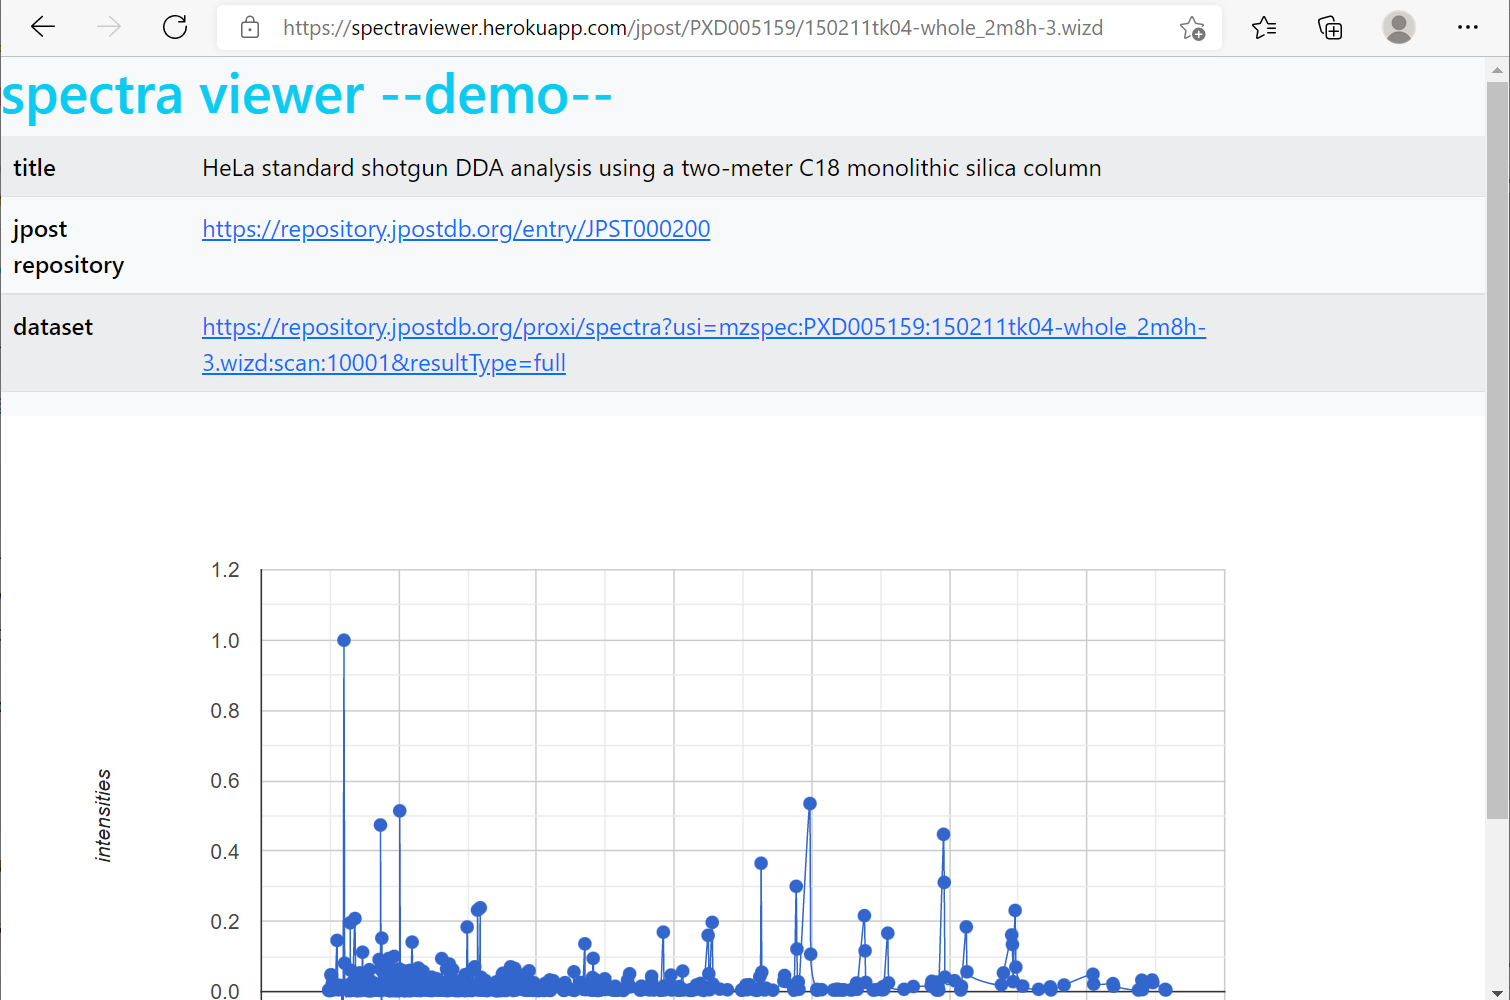 https://spectraviewer.herokuapp.com/jpost/PXD005159/150211tk04-whole_2m8h-3.wizd
spectra viewer --demo--
title HeLa standard shotgun DDA analysis using a two-meter C18 monolithic silica column
jpost https://repository.jpostdb.org/entry/JPST000200
repository
dataset https://repository.jpostdb.org/proxi/spectra?usi=mzspec:PXD005159:150211tk04-whole_2m8h-
3.wizd:scan:10001&resultType=full
1.2
1.0
0.8
0.6
intensities
0.4
0.2
0.0